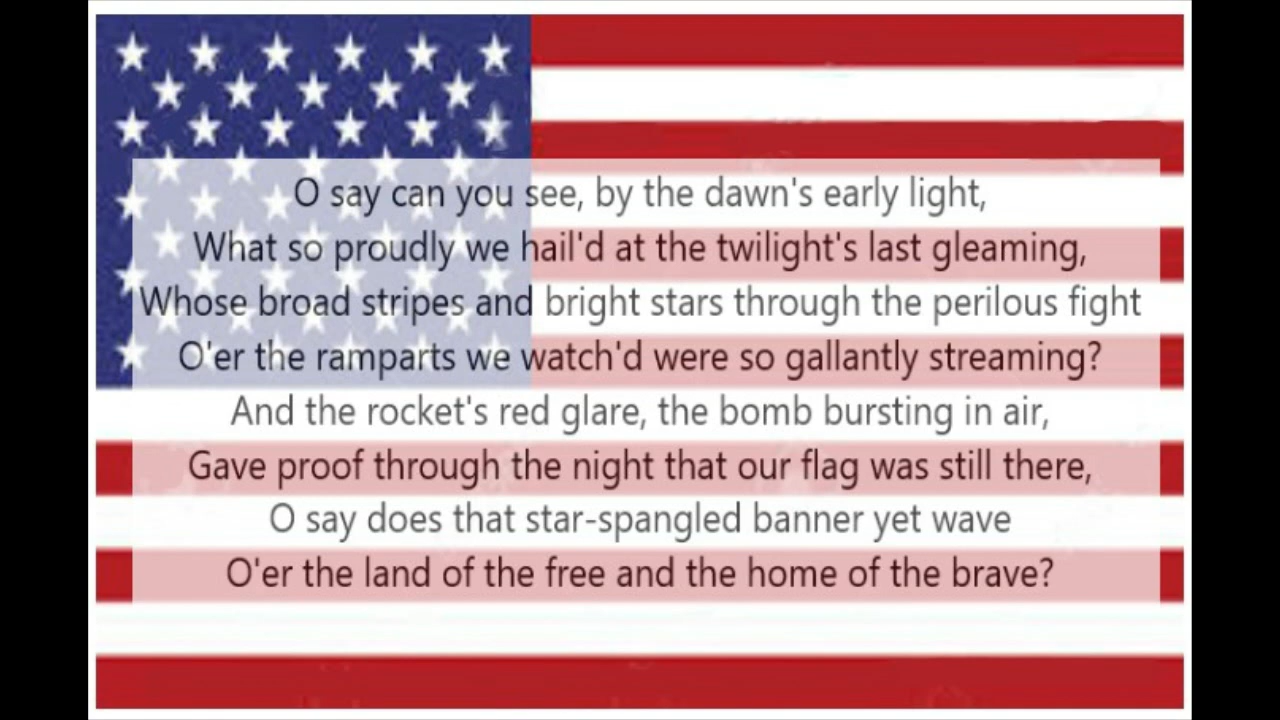 O say can you see, by the dawn's early light,
What so proudly we hail'd at the twilight's last gleaming,
Whose broad stripes and bright stars through the perilous fight
O'er the ramparts we watch'd were so gallantly streaming?
And the rocket's red glare, the bomb bursting in air,
Gave proof through the night that our flag was still there,
O say does that star-spangled banner yet wave
O'er the land of the free and the home of the brave?